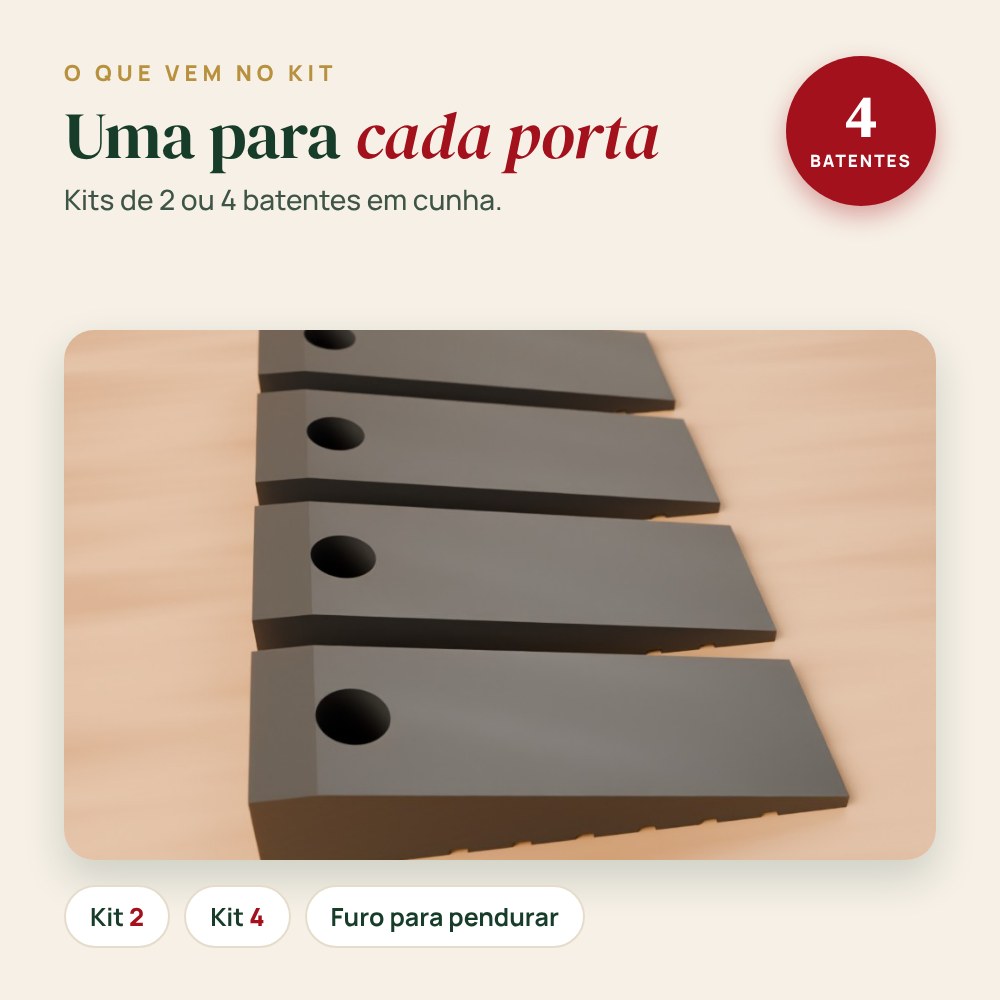 O QUE VEM NO KIT
Uma para cada porta
Kits de 2 ou 4 batentes em cunha.
4
BATENTES
Kit 2
Kit 4
Furo para pendurar